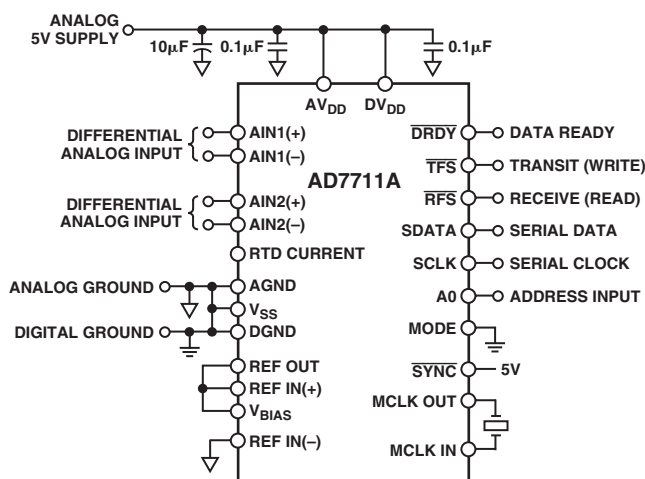 ANALOG
5V SUPPLY
10µF
0.1µF
0.1µF
AVDD
DVDD
DIFFERENTIAL
ANALOG INPUT
AIN1(+)
AIN1(–)
DIFFERENTIAL
ANALOG INPUT
AIN2(+)
AIN2(–)
RTD CURRENT
ANALOG GROUND
AGND
VSS
DIGITAL GROUND
DGND
REF OUT
REF IN(+)
VBIAS
REF IN(–)
AD7711A
DRDY
DATA READY
TFS
TRANSIT (WRITE)
RFS
RECEIVE (READ)
SDATA
SERIAL DATA
SCLK
SERIAL CLOCK
A0
ADDRESS INPUT
MODE
SYNC
5V
MCLK OUT
MCLK IN